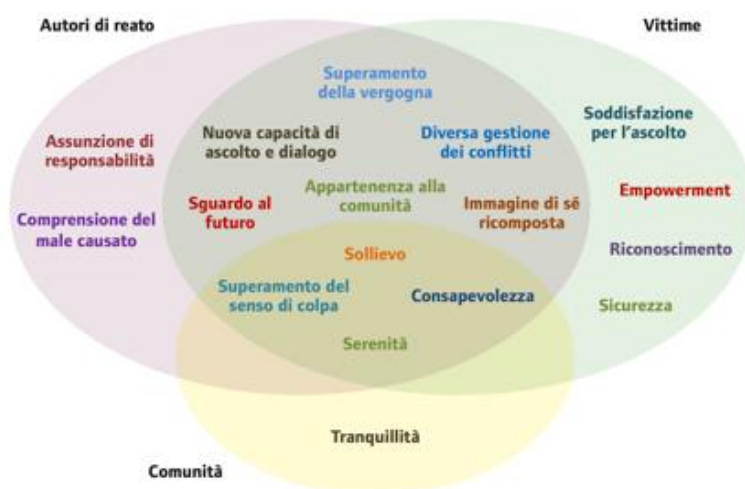 Autori di reato
Vittime
Superamento
della vergogna
Soddisfazione
per l'ascolto
Nuova capacità di
ascolto e dialogo
Diversa gestione
dei conflitti
Assunzione di
responsabilità
Appartenenza alla
comunità
Empowerment
Sguardo al
futuro
Immagine di sé
ricomposta
Comprensione del
male causato
Sollievo
Riconoscimento
Superamento del
senso di colpa
Consapevolezza
Sicurezza
Serenità
Tranquillità
Comunità